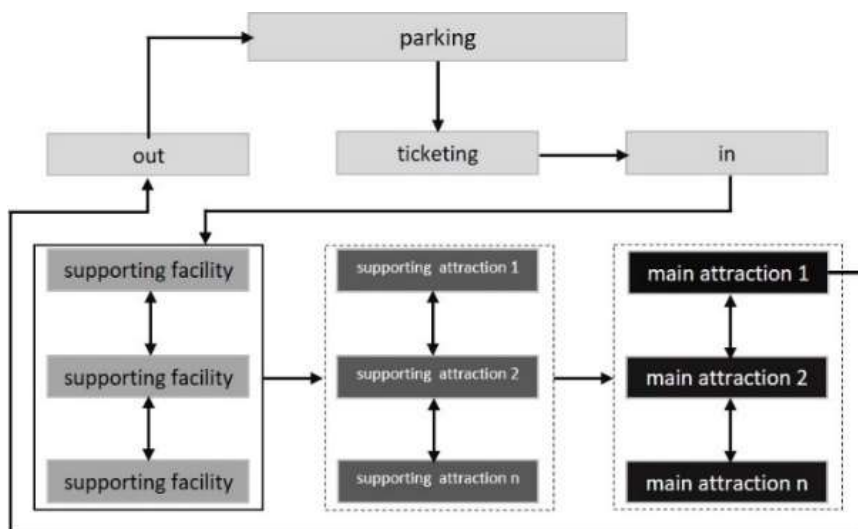 parking
out
ticketing
in
supporting facility
supporting attraction 1
main attraction 1
supporting facility
supporting attraction 2
main attraction 2
supporting facility
supporting attraction n
main attraction n